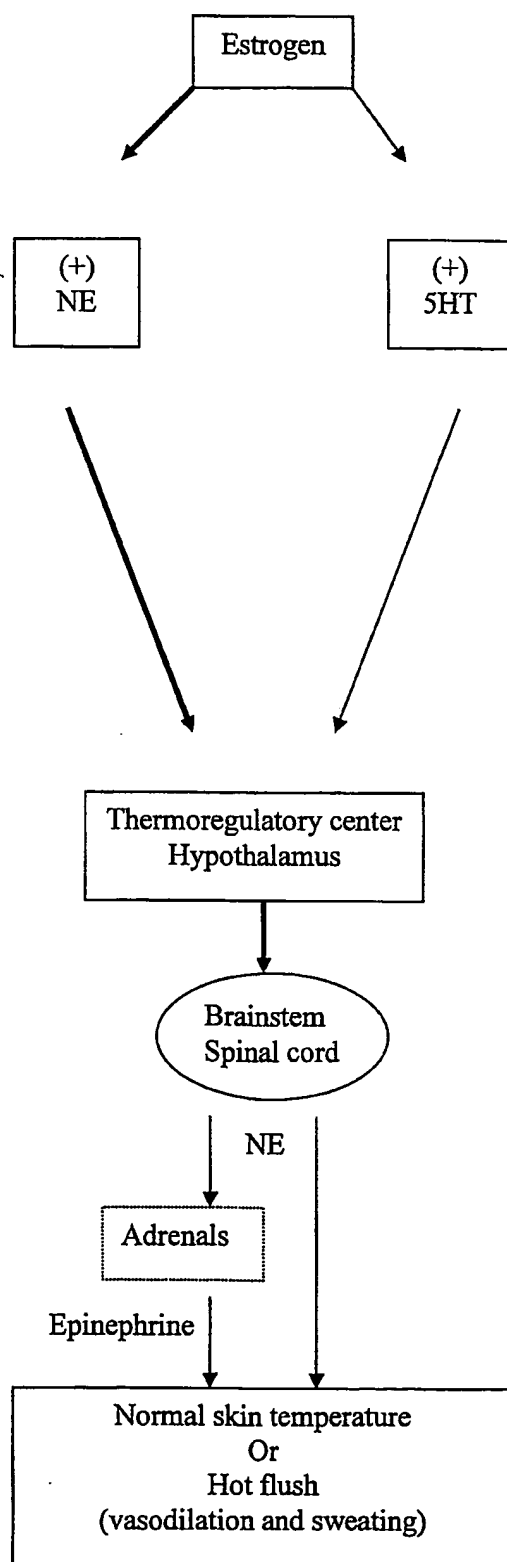 Estrogen
(+)
NE
(+)
5HT
Thermoregulatory center
Hypothalamus
Brainstem
Spinal cord
NE
Adrenals
Epinephrine
Normal skin temperature
Or
Hot flush
(vasodilation and sweating)